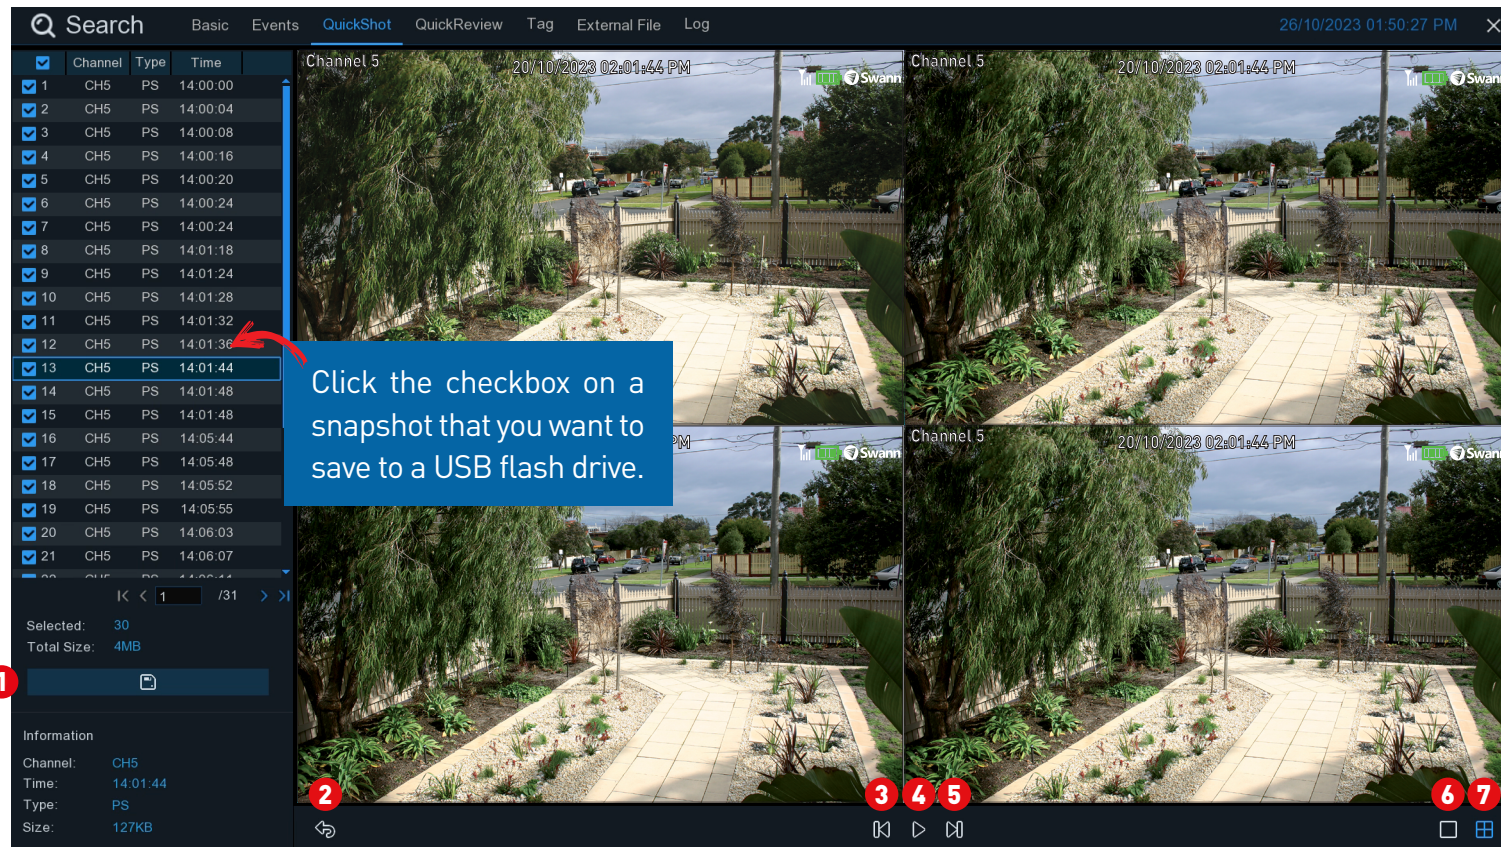 Search Basic Events QuickShot QuickReview Tag External File Log 26/10/2023 01:50:27 PM
Channel Type Time
1 CH5 PS 14:00:00
2 CH5 PS 14:00:04
3 CH5 PS 14:00:08
4 CH5 PS 14:00:16
5 CH5 PS 14:00:20
6 CH5 PS 14:00:24
7 CH5 PS 14:00:24
8 CH5 PS 14:01:18
9 CH5 PS 14:01:24
10 CH5 PS 14:01:28
11 CH5 PS 14:01:32
12 CH5 PS 14:01:36
13 CH5 PS 14:01:44
14 CH5 PS 14:01:48
15 CH5 PS 14:01:48
16 CH5 PS 14:05:44
17 CH5 PS 14:05:48
18 CH5 PS 14:05:52
19 CH5 PS 14:05:55
20 CH5 PS 14:06:03
21 CH5 PS 14:06:07
1 /31
Selected: 30
Total Size: 4MB
1
Information
Channel: CH5
Time: 14:01:44
Type: PS
Size: 127KB
Channel 5 20/10/2023 02:01:44 PM Swann
Channel 5 20/10/2023 02:01:44 PM Swann
Click the checkbox on a
snapshot that you want to
save to a USB flash drive.
PM Swann
Channel 5 20/10/2023 02:01:44 PM Swann
2 3 4 5 6 7